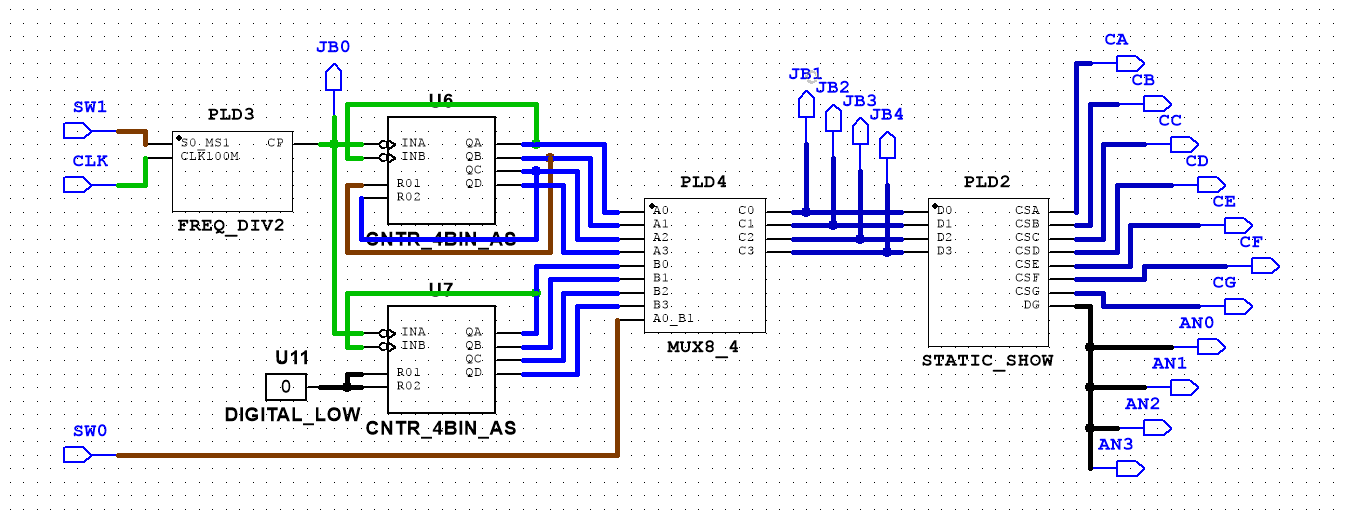 JB0
SW1
CLK
PLD3
S0_MS1 CP
CLK100M
FREQ_DIV2
U6
INA QA
INB QB
QC
R01 QD
R02
CNTR_4BIN_AS
U7
INA QA
INB QB
QC
R01 QD
R02
CNTR_4BIN_AS
U11
0
DIGITAL_LOW
SW0
PLD4
A0 C0
A1 C1
A2 C2
A3 C3
B0
B1
B2
B3
A0_B1
MUX8_4
JB1
JB2
JB3
JB4
PLD2
D0 CSA
D1 CSB
D2 CSC
D3 CSD
CSE
CSF
CSG
DG
STATIC_SHOW
CA
CB
CC
CD
CE
CF
CG
AN0
AN1
AN2
AN3